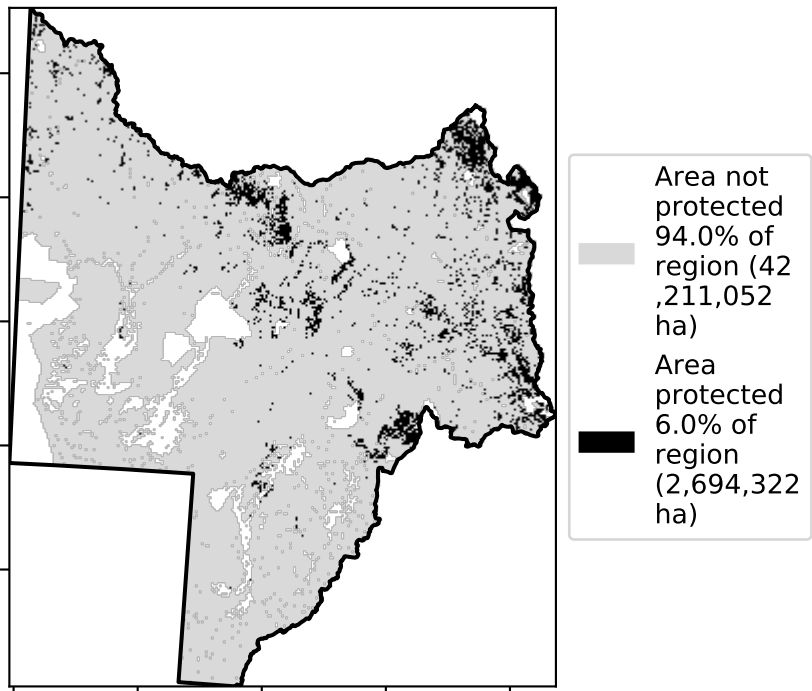 Area not
protected
94.0% of
region (42
,211,052
ha)
Area
protected
6.0% of
region
(2,694,322
ha)